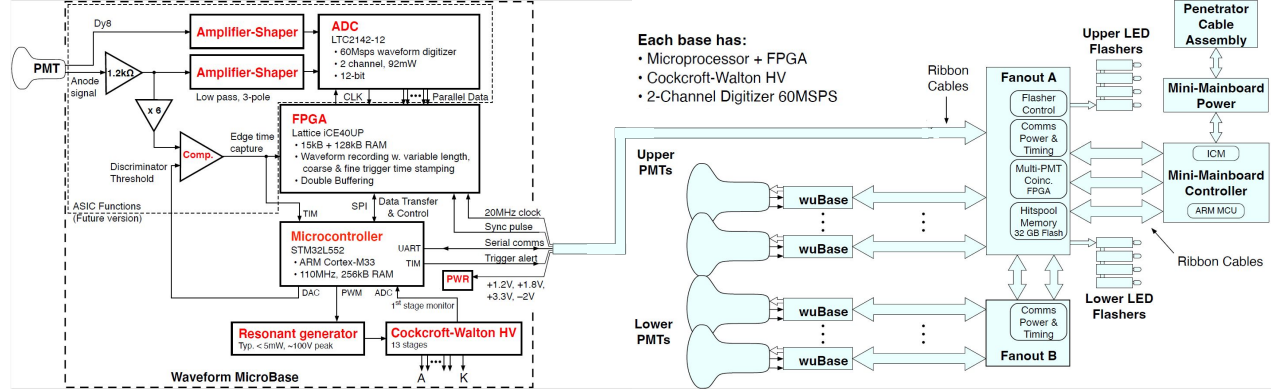 Dy8
PMT
Anode
signal
1.2kΩ
x 6
Amplifier-Shaper
Amplifier-Shaper
Low pass, 3-pole
ADC
LTC2142-12
• 60Msps waveform digitizer
• 2 channel, 92mW
• 12-bit
CLK
Parallel Data
FPGA
Lattice iCE40UP
• 15kB + 128kB RAM
• Waveform recording w. variable length,
coarse & fine trigger time stamping
• Double Buffering
Comp.
Edge time
capture
Discriminator
Threshold
ASIC Functions
(Future version)
TIM
SPI
Data Transfer
& Control
Microcontroller
STM32L552
• ARM Cortex-M33
• 110MHz, 256kB RAM
UART
TIM
DAC
PWM
ADC
20MHz clock
Sync pulse
Serial comms
Trigger alert
PWR
+1.2V, +1.8V,
+3.3V, –2V
1st stage monitor
Resonant generator
Typ. < 5mW, ~100V peak
Cockcroft-Walton HV
13 stages
A
K
Waveform MicroBase
Each base has:
• Microprocessor + FPGA
• Cockcroft-Walton HV
• 2-Channel Digitizer 60MSPS
Ribbon
Cables
Upper
PMTs
wuBase
wuBase
Lower
PMTs
wuBase
wuBase
Fanout A
Flasher
Control
Comms
Power &
Timing
Multi-PMT
Coinc.
FPGA
Hitspool
Memory
32 GB Flash
Comms
Power &
Timing
Fanout B
Upper LED
Flashers
Lower LED
Flashers
Penetrator
Cable
Assembly
Mini-Mainboard
Power
ICM
Mini-Mainboard
Controller
ARM MCU
Ribbon Cables